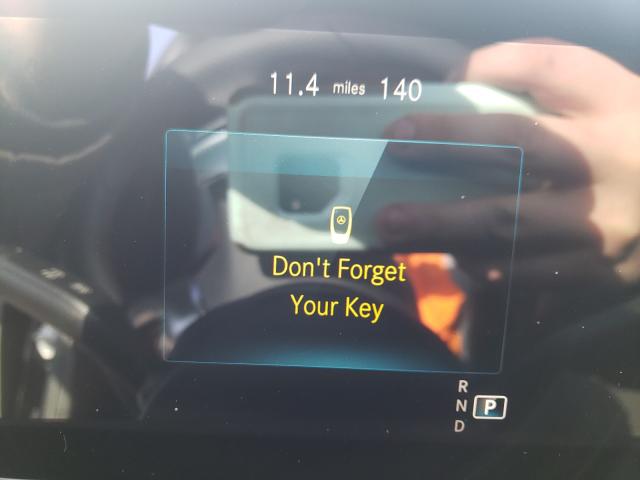 11.4 miles 140
Don't Forget
Your Key
R
N P
D